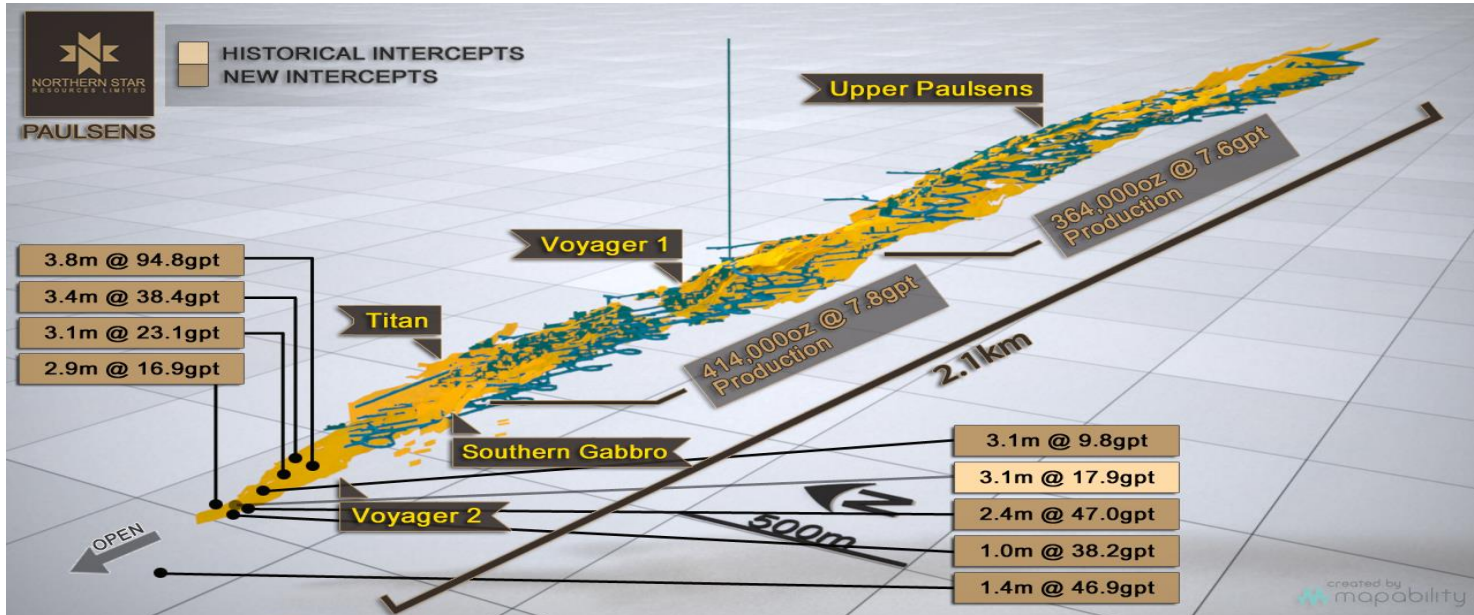 NORTHERN STAR
RESOURCES LIMITED
PAULSENS
HISTORICAL INTERCEPTS
NEW INTERCEPTS
Upper Paulsens
364,000oz @ 7.6gpt
Production
Voyager 1
414,000oz @ 7.8gpt
Production
2.1km
Titan
3.8m @ 94.8gpt
3.4m @ 38.4gpt
3.1m @ 23.1gpt
2.9m @ 16.9gpt
Southern Gabbro
Voyager 2
OPEN
N
500m
3.1m @ 9.8gpt
3.1m @ 17.9gpt
2.4m @ 47.0gpt
1.0m @ 38.2gpt
1.4m @ 46.9gpt
created by
mapability